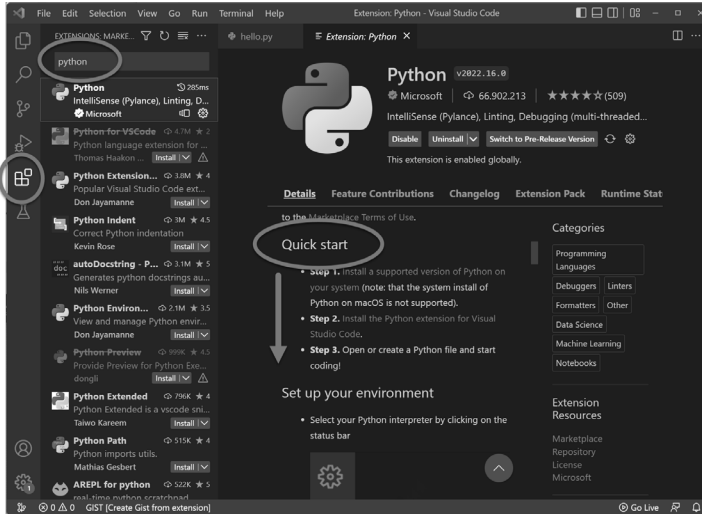 File Edit Selection View Go Run Terminal Help
Extension: Python - Visual Studio Code
EXTENSIONS: MARKE...
python
Python 285ms
IntelliSense (Pylance), Linting, D...
Microsoft
Python for VSCode 4.7M ★ 2
Python language extension for ...
Thomas Haakon ... Install
Python Extension... 3.8M ★ 4
Popular Visual Studio Code ext...
Don Jayamanne Install
Python Indent 3M ★ 4.5
Correct Python indentation
Kevin Rose Install
doc
autoDocstring - P... 3.1M ★ 5
Generates python docstrings au...
Nils Werner Install
Python Environ... 2.1M ★ 3.5
View and manage Python envir...
Don Jayamanne Install
Python Preview 999K ★ 4.5
Provide Preview for Python Exe...
dongli Install
Python Extended 796K ★ 4
Python Extended is a vscode sni...
Taiwo Kareem Install
Python Path 515K ★ 4
Python imports utils.
Mathias Gesbert Install
AREPL for python 522K ★ 5
real-time python scratchpad
hello.py
Extension: Python ×
Python v2022.16.0
Microsoft 66.902.213 ★★★★☆(509)
IntelliSense (Pylance), Linting, Debugging (multi-threaded...
Disable Uninstall Switch to Pre-Release Version
This extension is enabled globally.
Details Feature Contributions Changelog Extension Pack Runtime Stat
to the Marketplace Terms of Use.
Quick start
• Step 1. Install a supported version of Python on
your system (note: that the system install of
Python on macOS is not supported).
• Step 2. Install the Python extension for Visual
Studio Code.
• Step 3. Open or create a Python file and start
coding!
Set up your environment
• Select your Python interpreter by clicking on the
status bar
Categories
Programming
Languages
Debuggers Linters
Formatters Other
Data Science
Machine Learning
Notebooks
Extension
Resources
Marketplace
Repository
License
Microsoft
1
0 0 GIST [Create Gist from extension]
Go Live